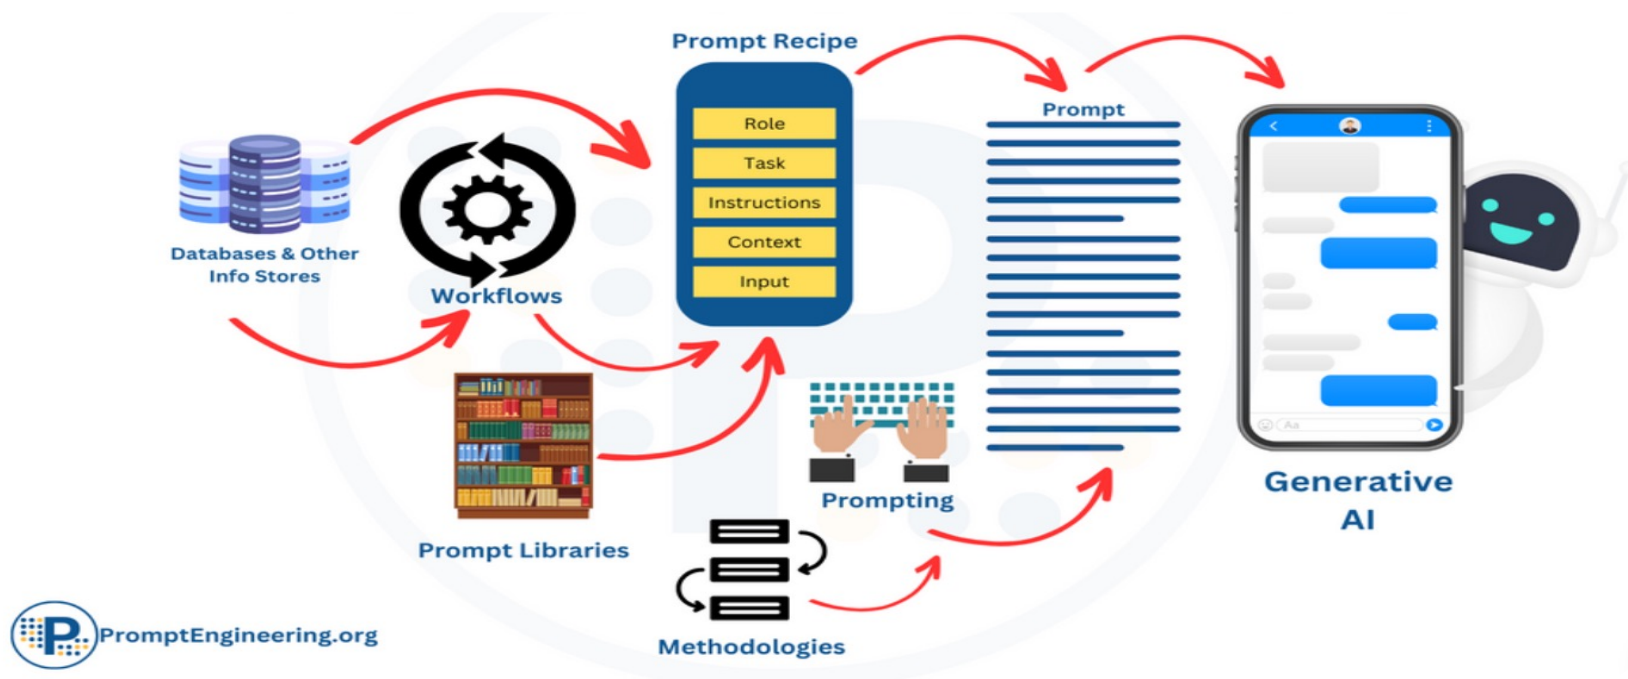 Prompt Recipe
Role
Task
Instructions
Context
Input
Databases & Other
Info Stores
Workflows
Prompt Libraries
Prompting
Methodologies
Prompt
Aa
Generative
AI
P
PromptEngineering.org